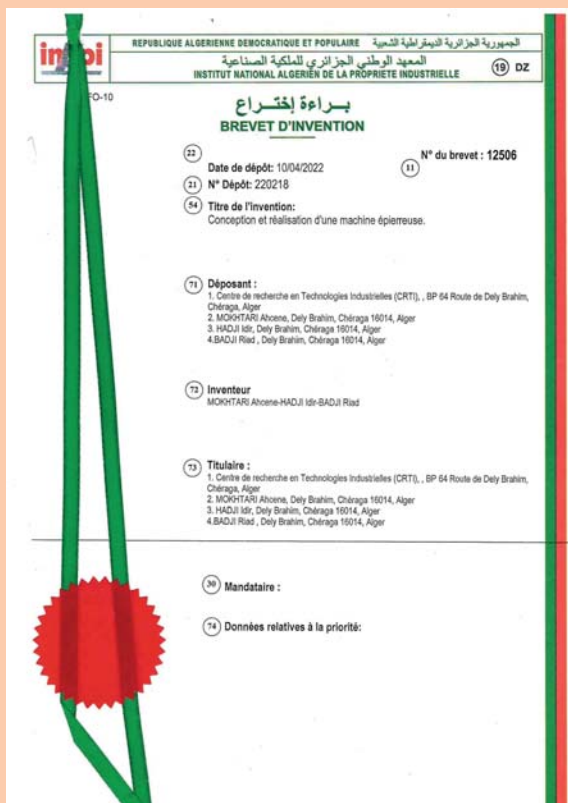 REPUBLIQUE ALGERIENNE DEMOCRATIQUE ET POPULAIRE الجمهورية الجزائرية الديمقراطية الشعبية
المعهد الوطني الجزائري للملكية الصناعية
INSTITUT NATIONAL ALGERIEN DE LA PROPRIETE INDUSTRIELLE
19 DZ
FO-10
بـراءة إختـراع
BREVET D'INVENTION
22
Date de dépôt: 10/04/2022
11 N° du brevet : 12506
21 N° Dépôt: 220218
54 Titre de l'invention:
Conception et réalisation d'une machine épierreuse.
71 Déposant :
1. Centre de recherche en Technologies Industrielles (CRTI), , BP 64 Route de Dely Brahim,
Chéraga, Alger
2. MOKHTARI Ahcene, Dely Brahim, Chéraga 16014, Alger
3. HADJI Idir, Dely Brahim, Chéraga 16014, Alger
4.BADJI Riad , Dely Brahim, Chéraga 16014, Alger
72 Inventeur
MOKHTARI Ahcene-HADJI Idir-BADJI Riad
73 Titulaire :
1. Centre de recherche en Technologies Industrielles (CRTI), , BP 64 Route de Dely Brahim,
Chéraga, Alger
2. MOKHTARI Ahcene, Dely Brahim, Chéraga 16014, Alger
3. HADJI Idir, Dely Brahim, Chéraga 16014, Alger
4.BADJI Riad , Dely Brahim, Chéraga 16014, Alger
30 Mandataire :
74 Données relatives à la priorité: